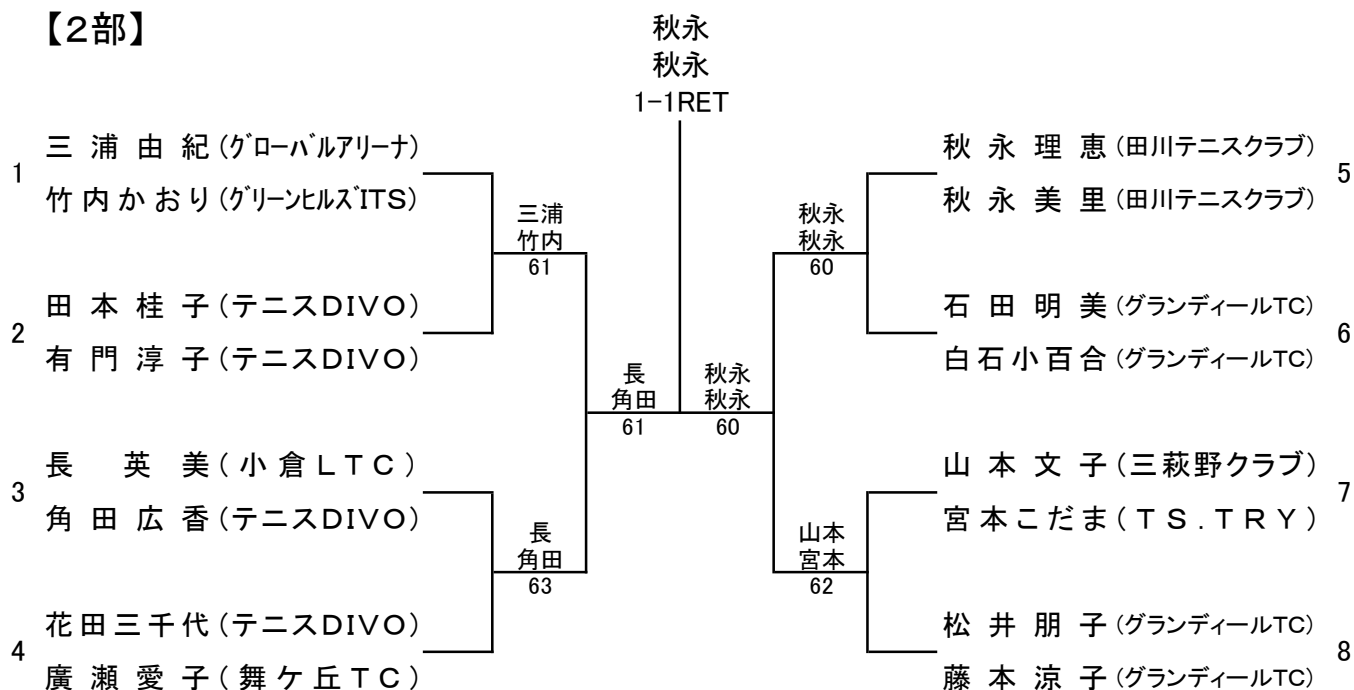 【2部】
秋永
秋永
1-1RET
1
三浦由紀(グローバルアリーナ)
竹内かおり(グリーンヒルズITS)
三浦
竹内
61
2
田本桂子(テニスDIVO)
有門淳子(テニスDIVO)
長
角田
61
3
長英美(小倉LTC)
角田広香(テニスDIVO)
長
角田
63
4
花田三千代(テニスDIVO)
廣瀬愛子(舞ケ丘TC)
秋永理恵(田川テニスクラブ)
秋永美里(田川テニスクラブ)
5
秋永
秋永
60
石田明美(グランディールTC)
白石小百合(グランディールTC)
6
秋永
秋永
60
山本文子(三萩野クラブ)
宮本こだま(TS.TRY)
7
山本
宮本
62
松井朋子(グランディールTC)
藤本涼子(グランディールTC)
8